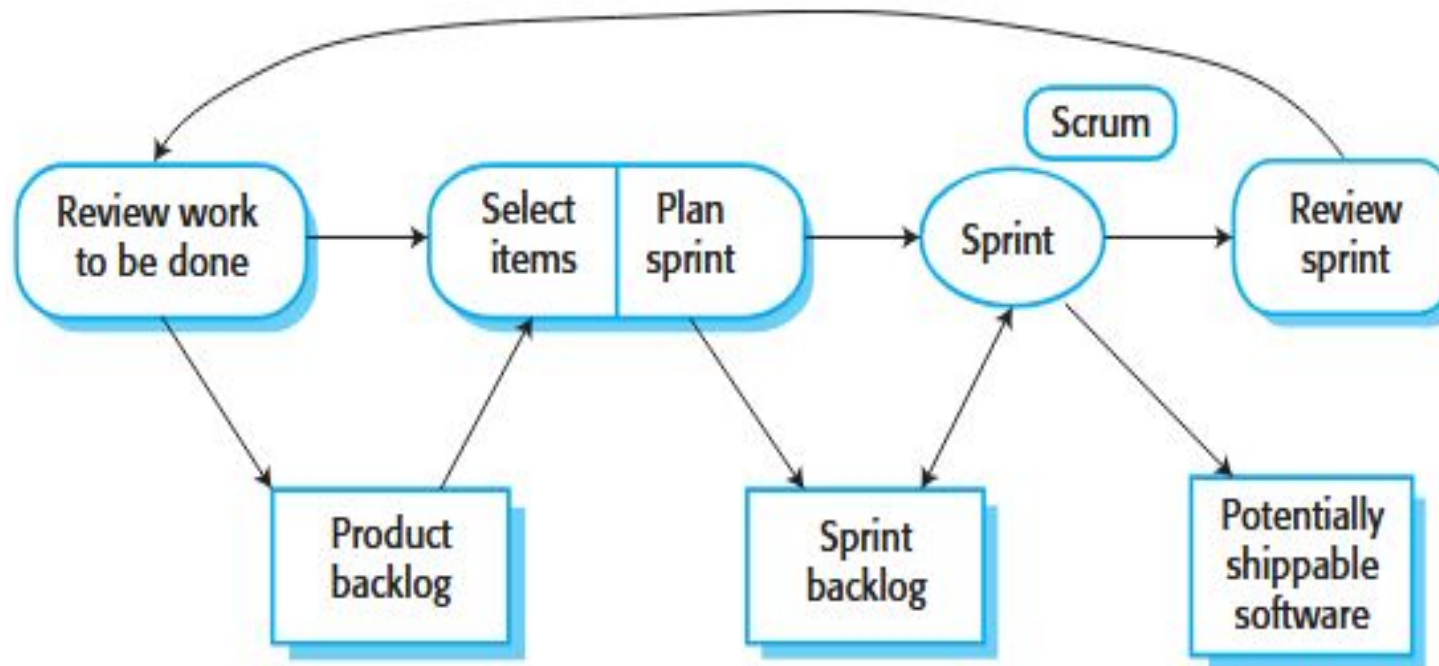 Scrum
Review work
to be done
Select
items
Plan
sprint
Sprint
Review
sprint
Product
backlog
Sprint
backlog
Potentially
shippable
software